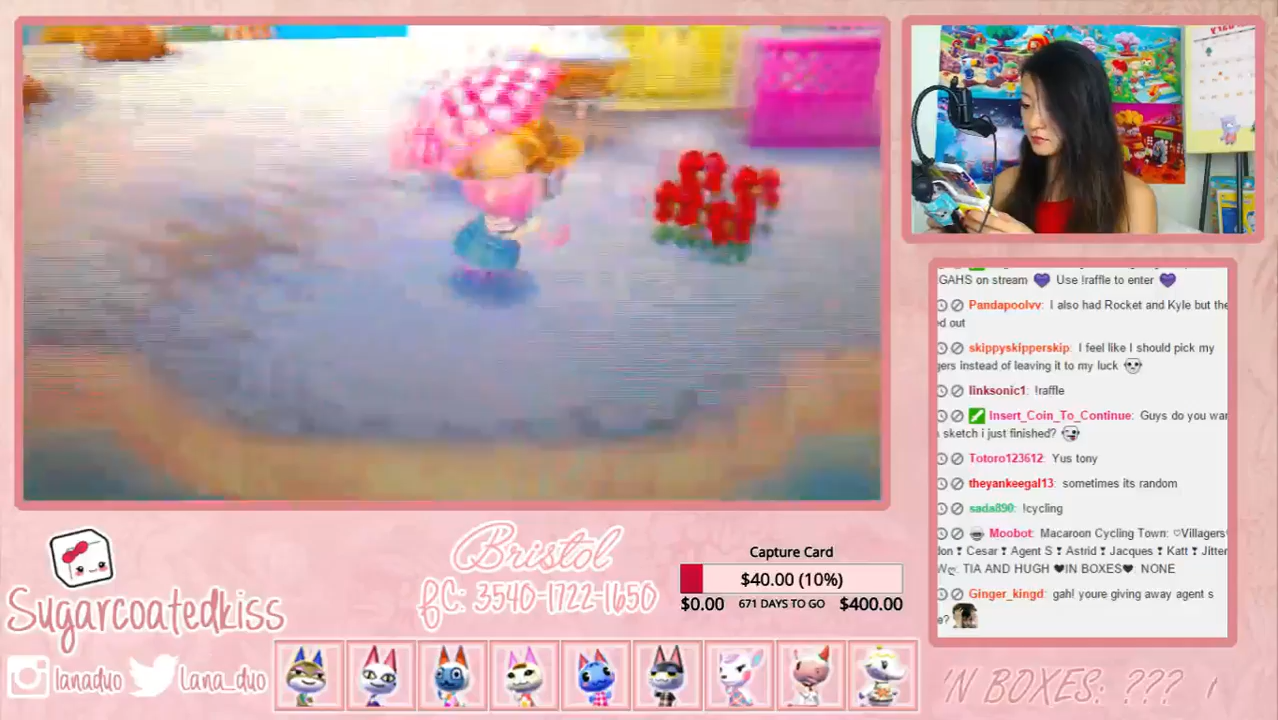 GAHS on stream 💜 Use !raffle to enter 💜
Pandapoolvv: I also had Rocket and Kyle but the
ed out
skippyskipperskip: I feel like I should pick my
gers instead of leaving it to my luck
linksonic1: !raffle
Insert_Coin_To_Continue: Guys do you wan
sketch i just finished?
Totoro123612: Yus tony
theyankeegal13: sometimes its random
sada890: !cycling
Moobot: Macaroon Cycling Town: ♡Villagers
don ❣ Cesar ❣ Agent S ❣ Astrid ❣ Jacques ❣ Katt ❣ Jitter
TIA AND HUGH ♥IN BOXES♥: NONE
Ginger_kingd: gah! youre giving away agent s
e?
Bristol
FC: 3540-1722-1650
Capture Card
$40.00 (10%)
$0.00 671 DAYS TO GO $400.00
Sugarcoatedkiss
lanaduo Lana_duo
'N BOXES: ???